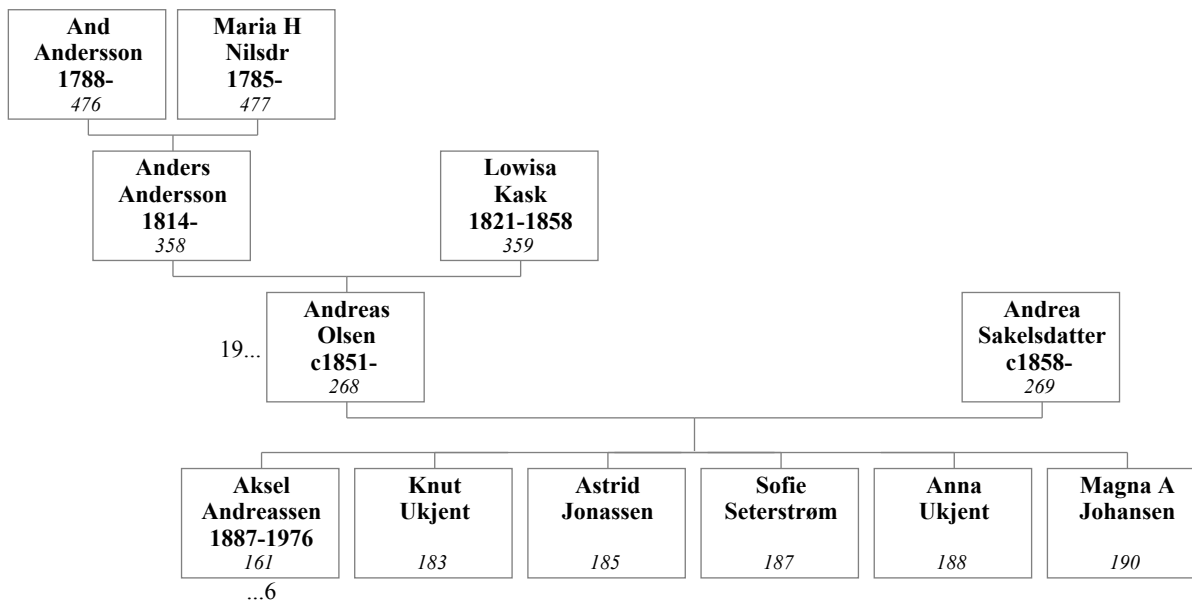 And
Andersson
1788-
476
Maria H
Nilsdr
1785-
477
Anders
Andersson
1814-
358
Lowisa
Kask
1821-1858
359
19...
Andreas
Olsen
c1851-
268
Andrea
Sakelsdatter
c1858-
269
Aksel
Andreassen
1887-1976
161
...6
Knut
Ukjent
183
Astrid
Jonassen
185
Sofie
Seterstrøm
187
Anna
Ukjent
188
Magna A
Johansen
190